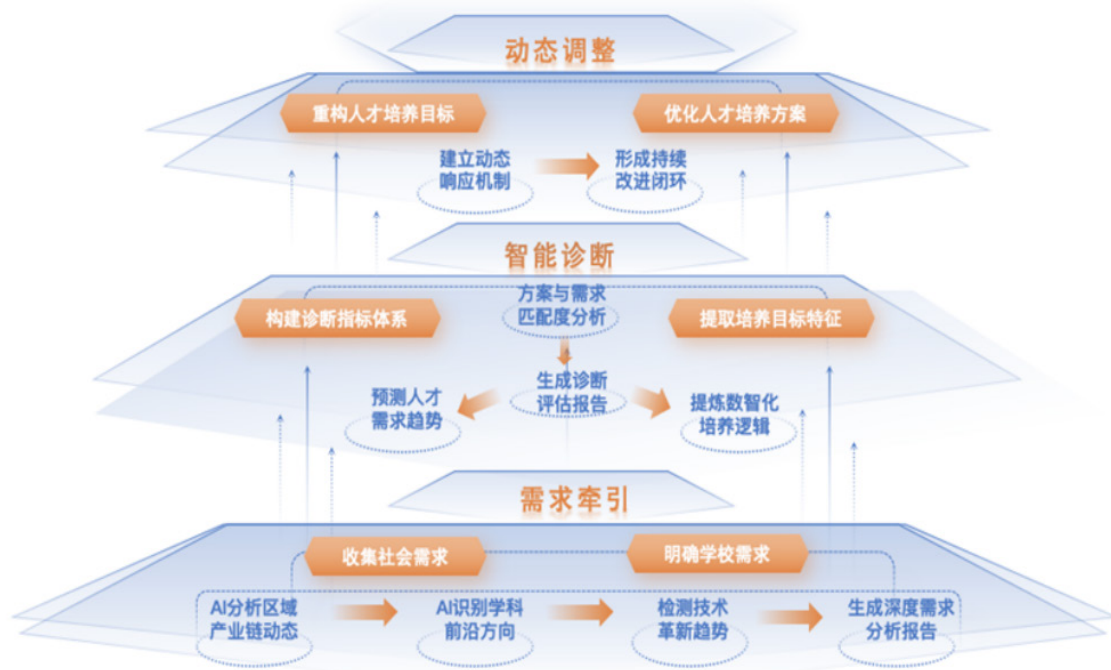 动态调整
重构人才培养目标
优化人才培养方案
建立动态
响应机制
形成持续
改进闭环
智能诊断
方案与需求
匹配度分析
构建诊断指标体系
提取培养目标特征
生成诊断
评估报告
预测人才
需求趋势
提炼数智化
培养逻辑
需求牵引
收集社会需求
明确学校需求
AI分析区域
产业链动态
AI识别学科
前沿方向
检测技术
革新趋势
生成深度需求
分析报告